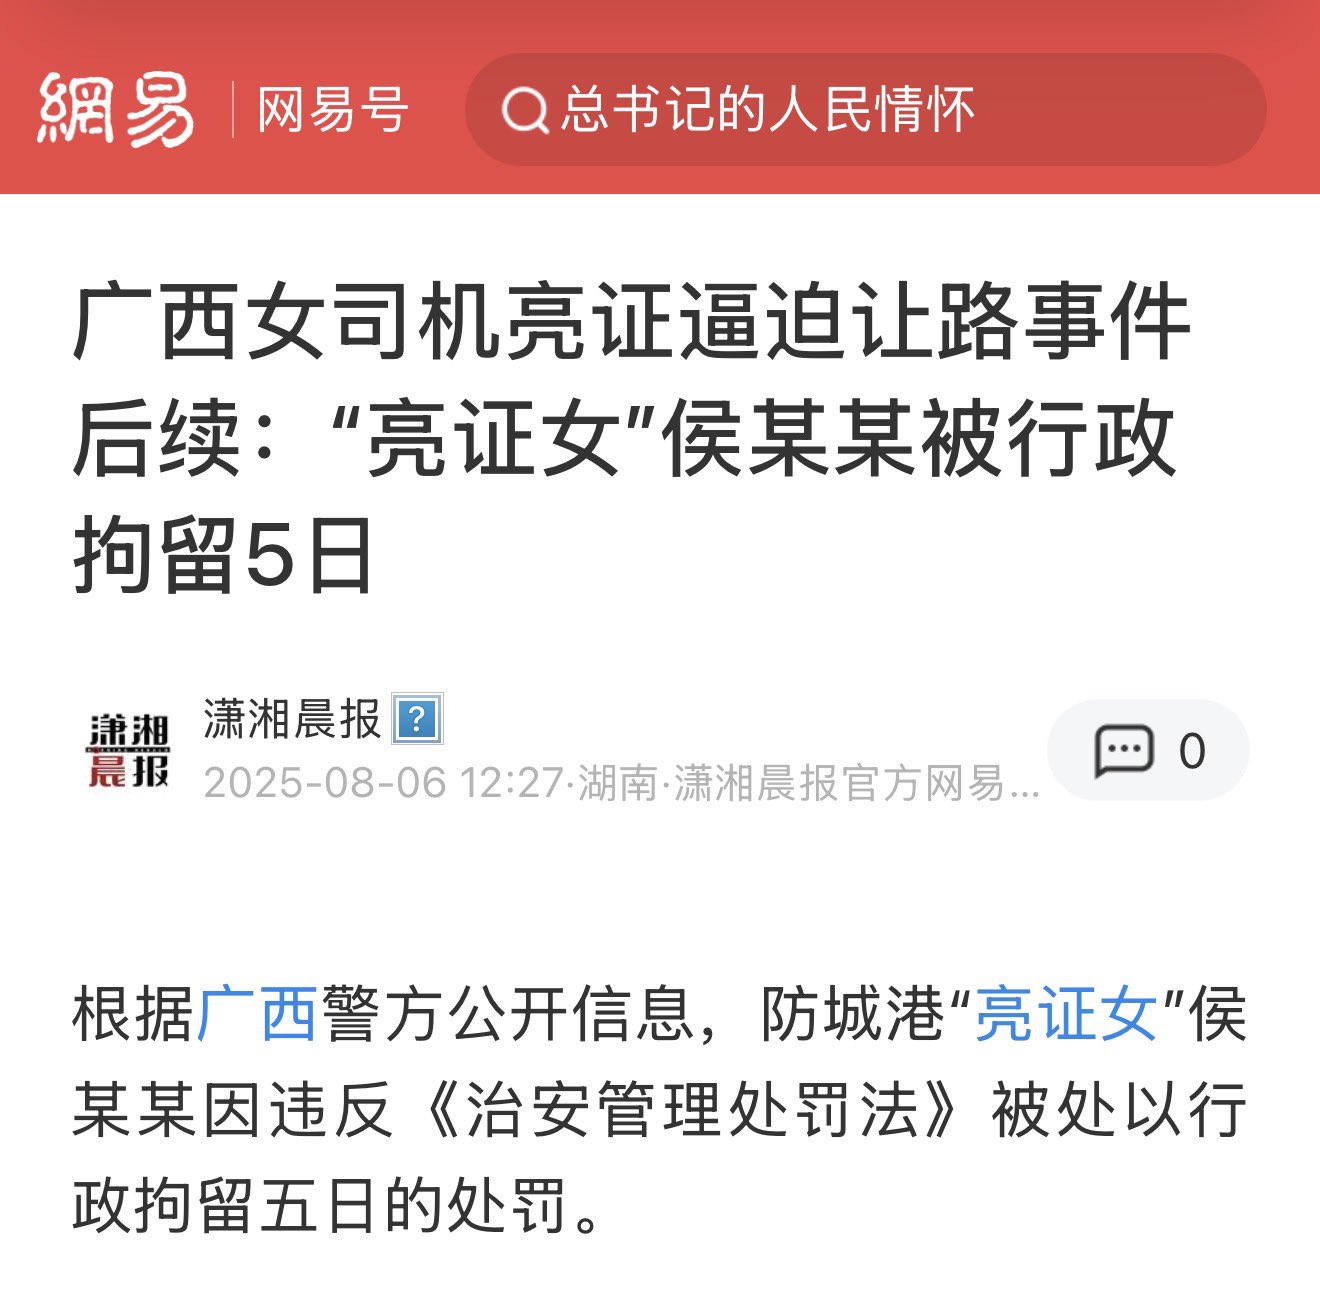 網易 网易号 总书记的人民情怀
广西女司机亮证逼迫让路事件
后续：“亮证女”侯某某被行政
拘留5日
潇湘晨报 ?
潇湘晨报
2025-08-06 12:27·湖南·潇湘晨报官方网易...
0
根据广西警方公开信息，防城港“亮证女”侯
某某因违反《治安管理处罚法》被处以行
政拘留五日的处罚。